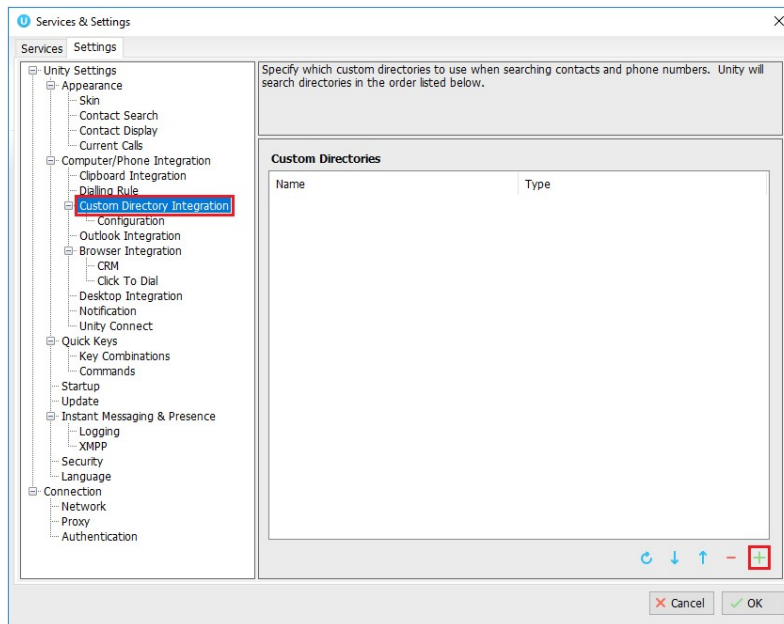 Services & Settings
Services
Settings
Unity Settings
Appearance
Skin
Contact Search
Contact Display
Current Calls
Computer/Phone Integration
Clipboard Integration
Dialling Rule
Custom Directory Integration
Configuration
Outlook Integration
Browser Integration
CRM
Click To Dial
Desktop Integration
Notification
Unity Connect
Quick Keys
Key Combinations
Commands
Startup
Update
Instant Messaging & Presence
Logging
XMPP
Security
Language
Connection
Network
Proxy
Authentication
Specify which custom directories to use when searching contacts and phone numbers. Unity will
search directories in the order listed below.
Custom Directories
Name
Type
Cancel
OK